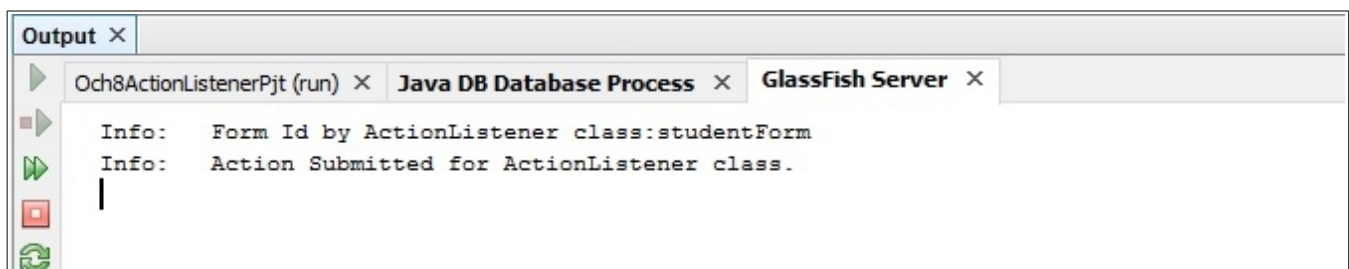 Output ×
Och8ActionListenerPjt (run) × Java DB Database Process × GlassFish Server ×
Info: Form Id by ActionListener class:studentForm
Info: Action Submitted for ActionListener class.